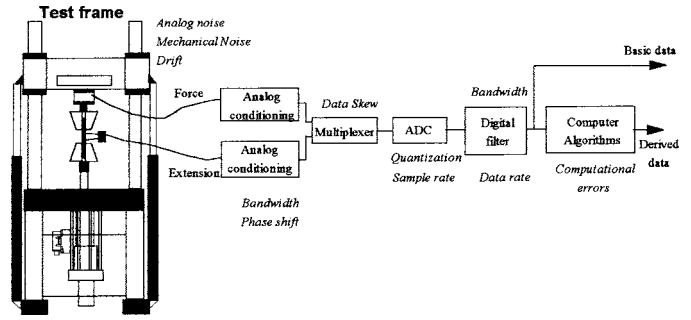 Test frame
Analog noise
Mechanical Noise
Drift
Force
Analog
conditioning
Extension
Analog
conditioning
Bandwidth
Phase shift
Data Skew
Multiplexer
ADC
Quantization
Sample rate
Bandwidth
Digital
filter
Data rate
Computer
Algorithms
Computational
errors
Basic data
Derived
data